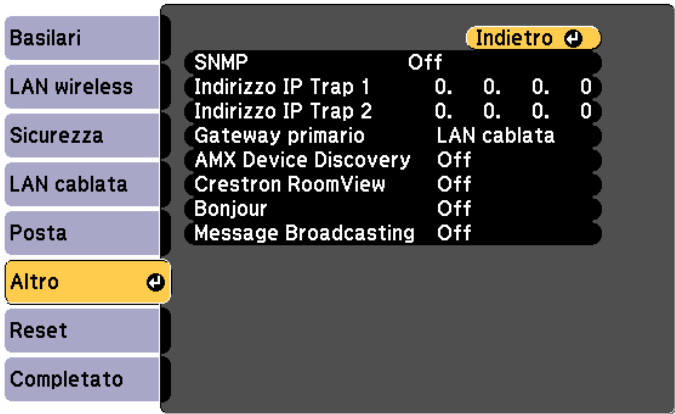 Basilari
LAN wireless
Sicurezza
LAN cablata
Posta
Altro
Reset
Completato
Indietro
SNMP Off
Indirizzo IP Trap 1 0. 0. 0. 0
Indirizzo IP Trap 2 0. 0. 0. 0
Gateway primario LAN cablata
AMX Device Discovery Off
Crestron RoomView Off
Bonjour Off
Message Broadcasting Off